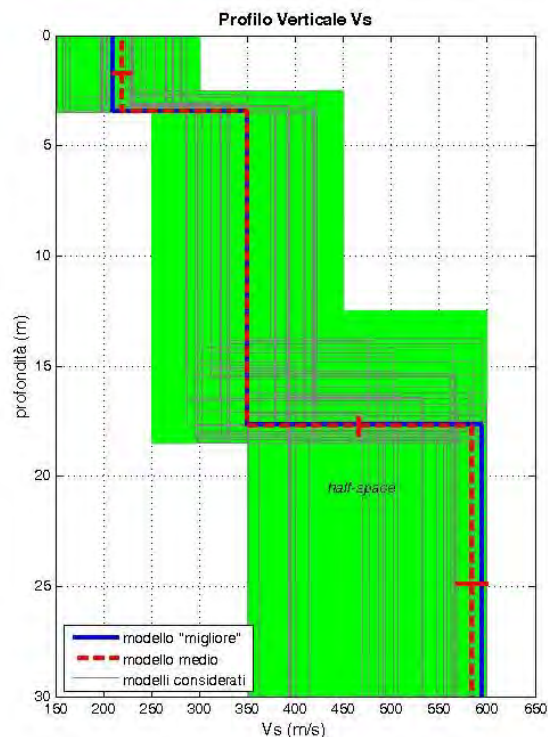 Profilo Verticale Vs
0
5
10
15
20
25
30
profondità (m)
half-space
modello "migliore"
modello medio
modelli considerati
150 200 250 300 350 400 450 500 550 600 650
Vs (m/s)